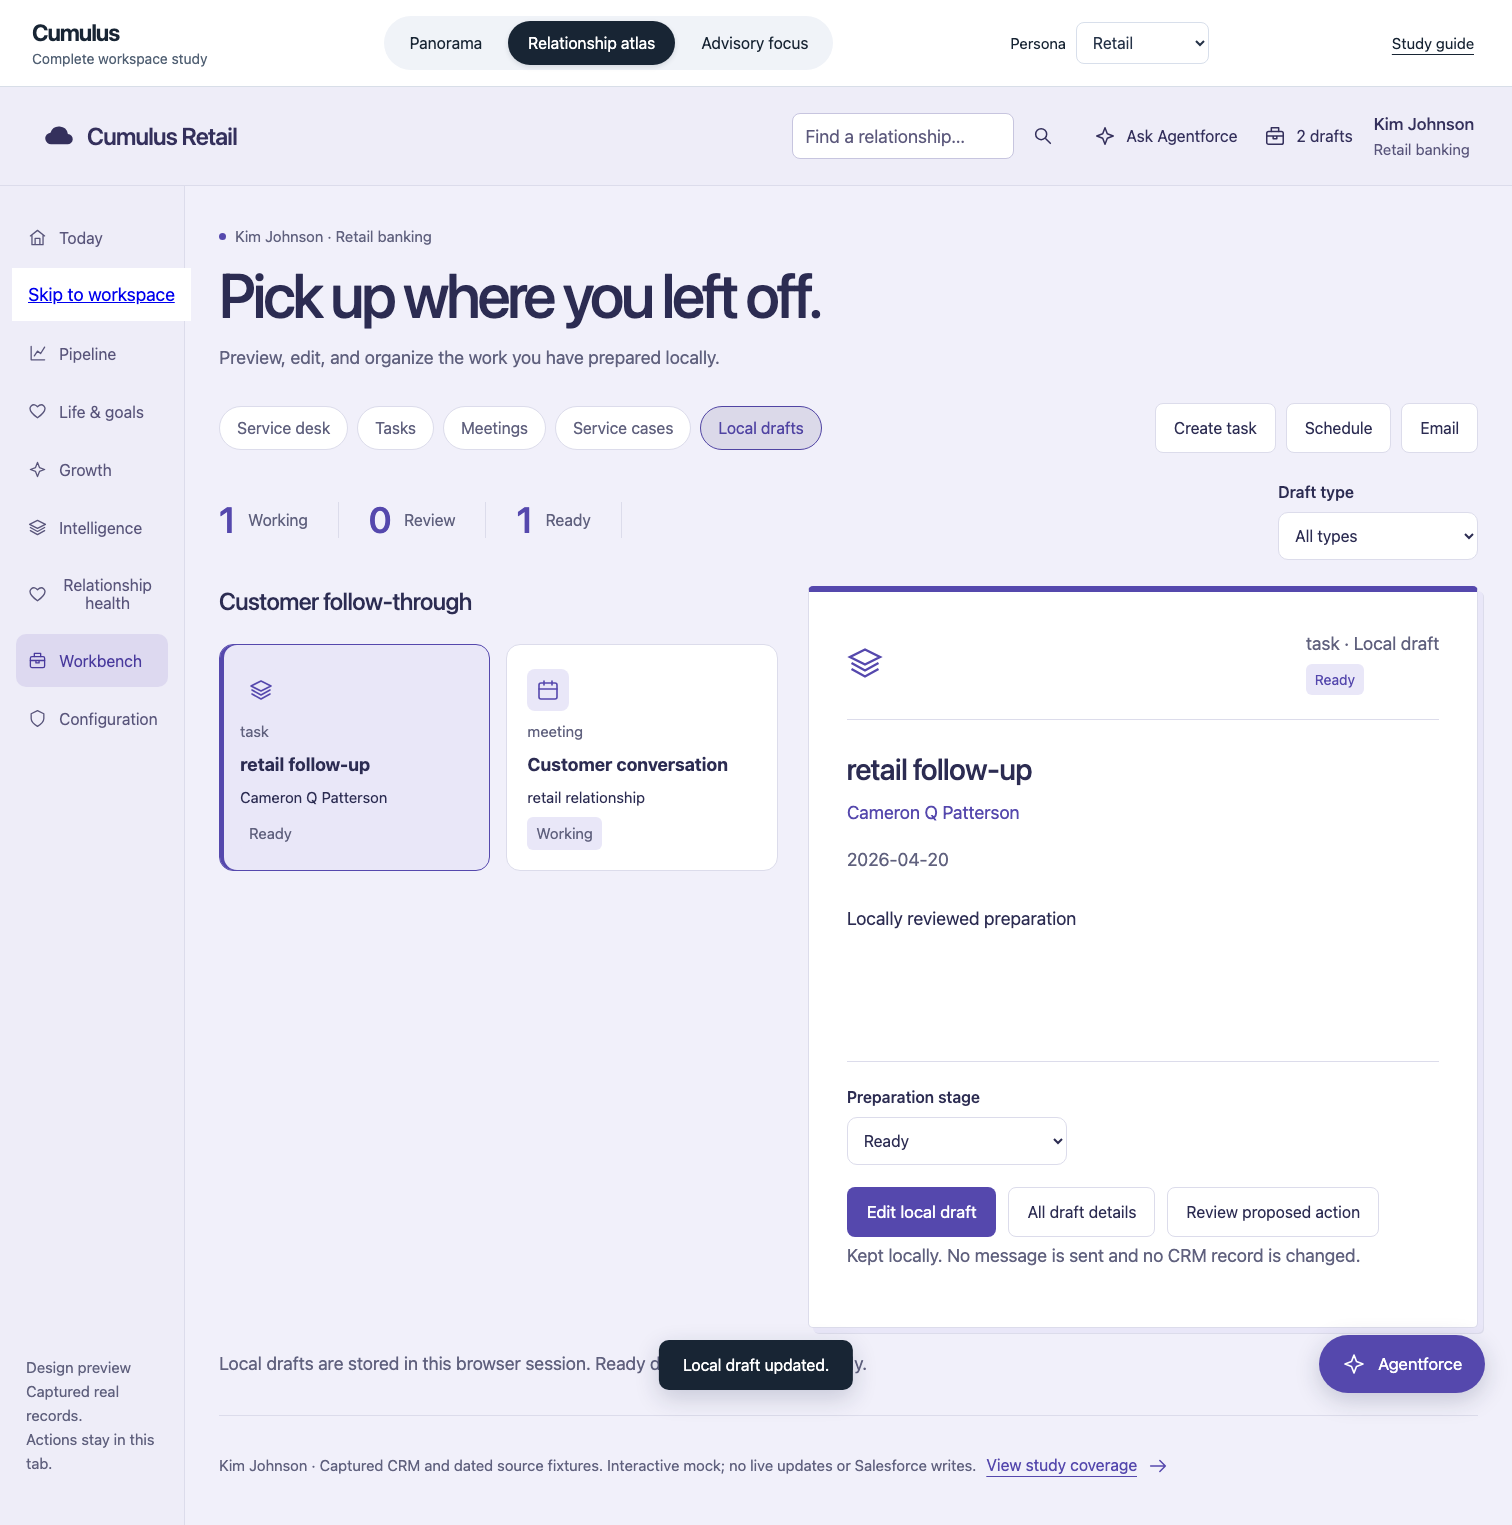 Cumulus
Complete workspace study
Panorama
Relationship atlas
Advisory focus
Persona
Retail
Study guide
Cumulus Retail
Find a relationship...
Ask Agentforce
2 drafts
Kim Johnson
Retail banking
Today
Skip to workspace
Pipeline
Life & goals
Growth
Intelligence
Relationship
health
Workbench
Configuration
Design preview
Captured real
records.
Actions stay in this
tab.
Kim Johnson · Retail banking
Pick up where you left off.
Preview, edit, and organize the work you have prepared locally.
Service desk
Tasks
Meetings
Service cases
Local drafts
Create task
Schedule
Email
1 Working
0 Review
1 Ready
Draft type
All types
Customer follow-through
task
retail follow-up
Cameron Q Patterson
Ready
meeting
Customer conversation
retail relationship
Working
task · Local draft
Ready
retail follow-up
Cameron Q Patterson
2026-04-20
Locally reviewed preparation
Preparation stage
Ready
Edit local draft
All draft details
Review proposed action
Kept locally. No message is sent and no CRM record is changed.
Local drafts are stored in this browser session. Ready
Local draft updated.
Agentforce
Kim Johnson · Captured CRM and dated source fixtures. Interactive mock; no live updates or Salesforce writes.
View study coverage